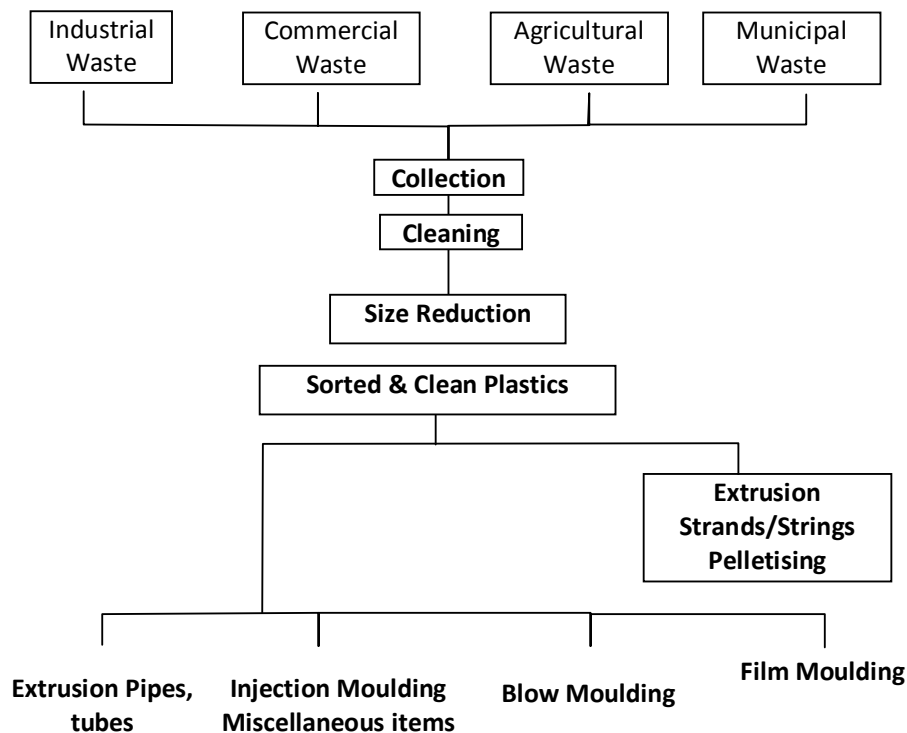 Industrial
Waste
Commercial
Waste
Agricultural
Waste
Municipal
Waste
Collection
Cleaning
Size Reduction
Sorted & Clean Plastics
Extrusion
Strands/Strings
Pelletising
Extrusion Pipes,
tubes
Injection Moulding
Miscellaneous items
Blow Moulding
Film Moulding